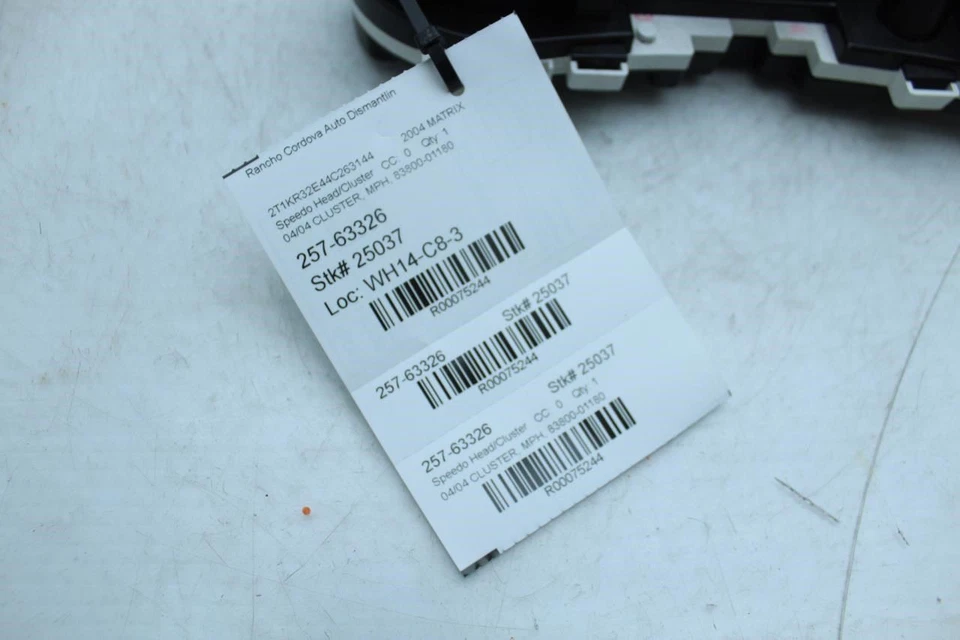 Rancho Cordova Auto Dismantlin
2T1KR32E44C263144 2004 MATRIX
Speedo Head/Cluster CC 0 Qty 1
04/04 CLUSTER, MPH, 83800-01180
257-63326
Stk# 25037
Loc: WH14-C8-3
R00075244
257-63326 Stk# 25037
R00075244
257-63326 Stk# 25037
Speedo Head/Cluster CC 0 Qty 1
04/04 CLUSTER, MPH, 83800-01180
R00075244